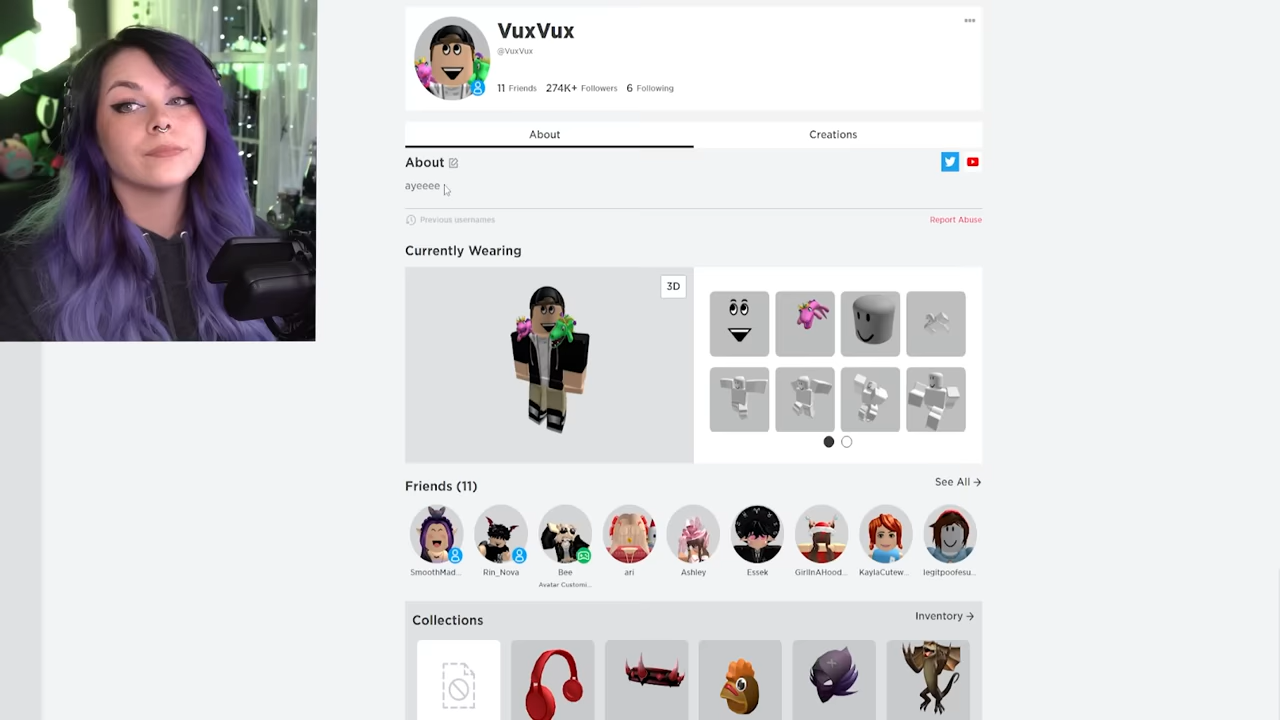 VuxVux
@VuxVux
11 Friends 274K+ Followers 6 Following
About Creations
About
ayeeee
Previous usernames Report Abuse
Currently Wearing
3D
Friends (11) See All →
SmoothMad... Rin_Nova Bee ari Ashley Essek GirlInAHood... KaylaCutew... legitpoofesu...
Avatar Customi...
Collections Inventory →